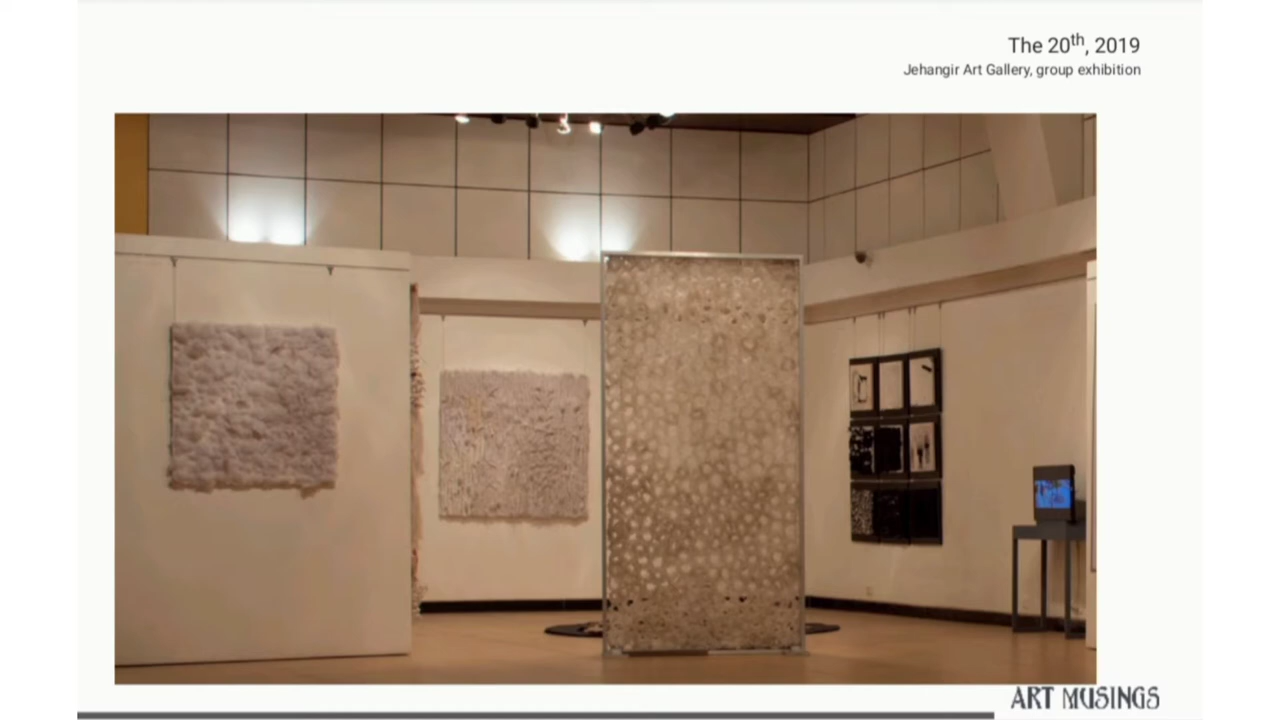 The 20th, 2019
Jehangir Art Gallery, group exhibition
ART MUSINGS